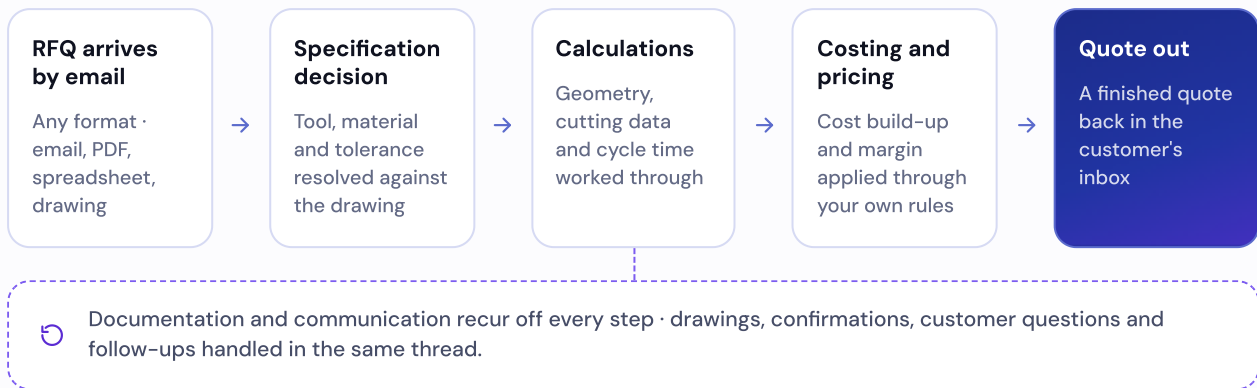 RFQ arrives
by email
Any format ·
email, PDF,
spreadsheet,
drawing
Specification
decision
Tool, material
and tolerance
resolved against
the drawing
Calculations
Geometry,
cutting data
and cycle time
worked through
Costing and
pricing
Cost build-up
and margin
applied through
your own rules
Quote out
A finished quote
back in the
customer's
inbox
Documentation and communication recur off every step · drawings, confirmations, customer questions and
follow-ups handled in the same thread.